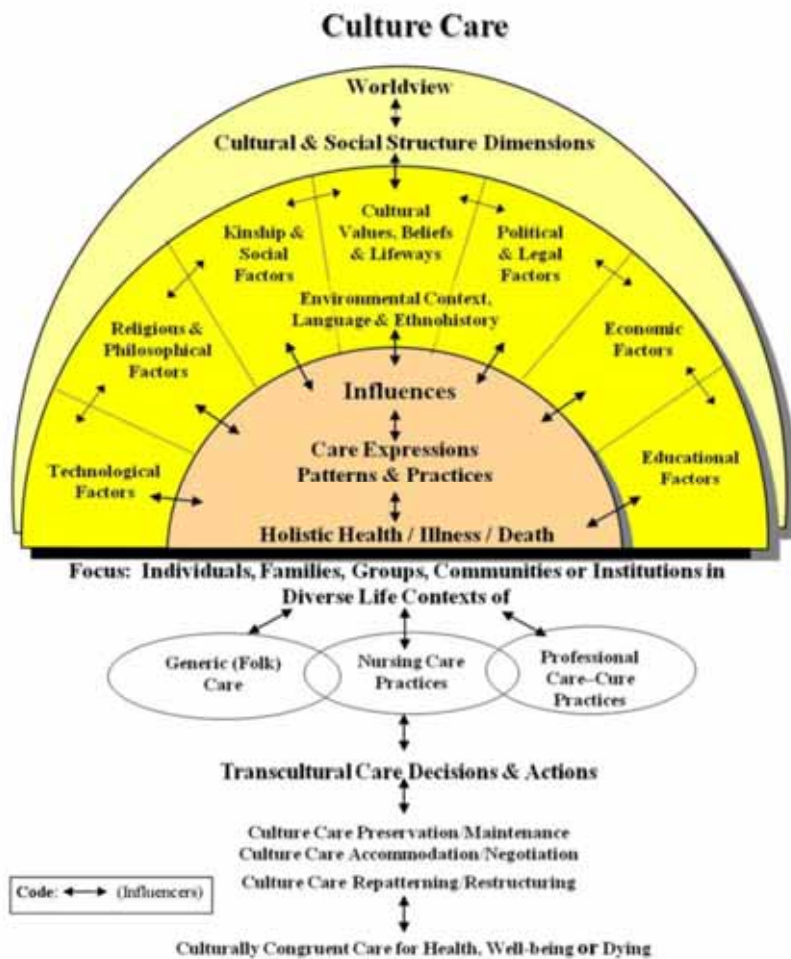 Culture Care
Worldview
Cultural & Social Structure Dimensions
Cultural
Values, Beliefs
& Lifeways
Kinship &
Social
Factors
Political
& Legal
Factors
Environmental Context,
Language & Ethnohistory
Religious &
Philosophical
Factors
Economic
Factors
Technological
Factors
Educational
Factors
Influences
Care Expressions
Patterns & Practices
Holistic Health / Illness / Death
Focus: Individuals, Families, Groups, Communities or Institutions in
Diverse Life Contexts of
Generic (Folk)
Care
Nursing Care
Practices
Professional
Care–Cure
Practices
Transcultural Care Decisions & Actions
Culture Care Preservation/Maintenance
Culture Care Accommodation/Negotiation
Culture Care Repatterning/Restructuring
Code: (Influencers)
Culturally Congruent Care for Health, Well-being or Dying